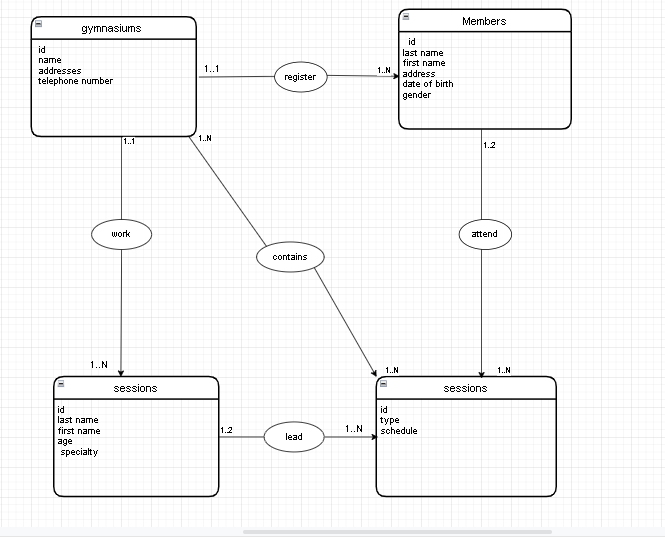 gymnasiums
id
name
addresses
telephone number
Members
id
last name
first name
address
date of birth
gender
1..1
register
1..N
1..1
1..N
1..2
work
contains
attend
1..N
1..N
1..N
sessions
id
last name
first name
age
specialty
sessions
id
type
schedule
1..2
lead
1..N